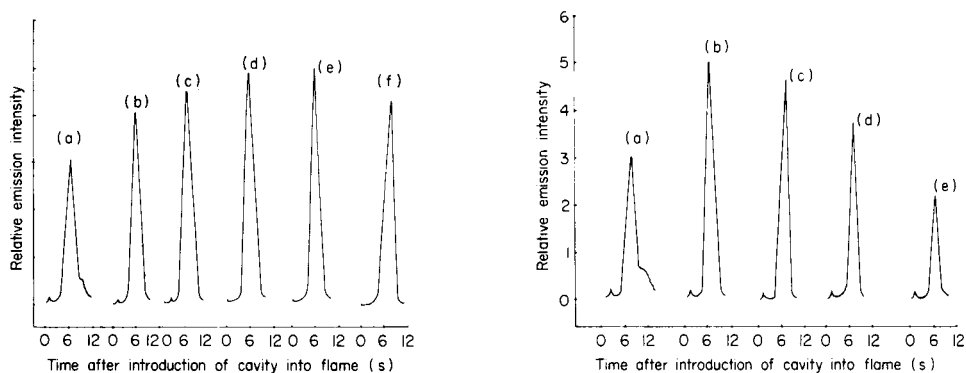 Relative emission intensity
(a)
(b)
(c)
(d)
(e)
(f)
0 6 12 0 6 12 0 6 12 0 6 12 0 6 12 0 6 12
Time after introduction of cavity into flame (s)
Relative emission intensity
6
5
4
3
2
1
0
(a)
(b)
(c)
(d)
(e)
0 6 12 0 6 12 0 6 12 0 6 12 0 6 12
Time after introduction of cavity into flame (s)